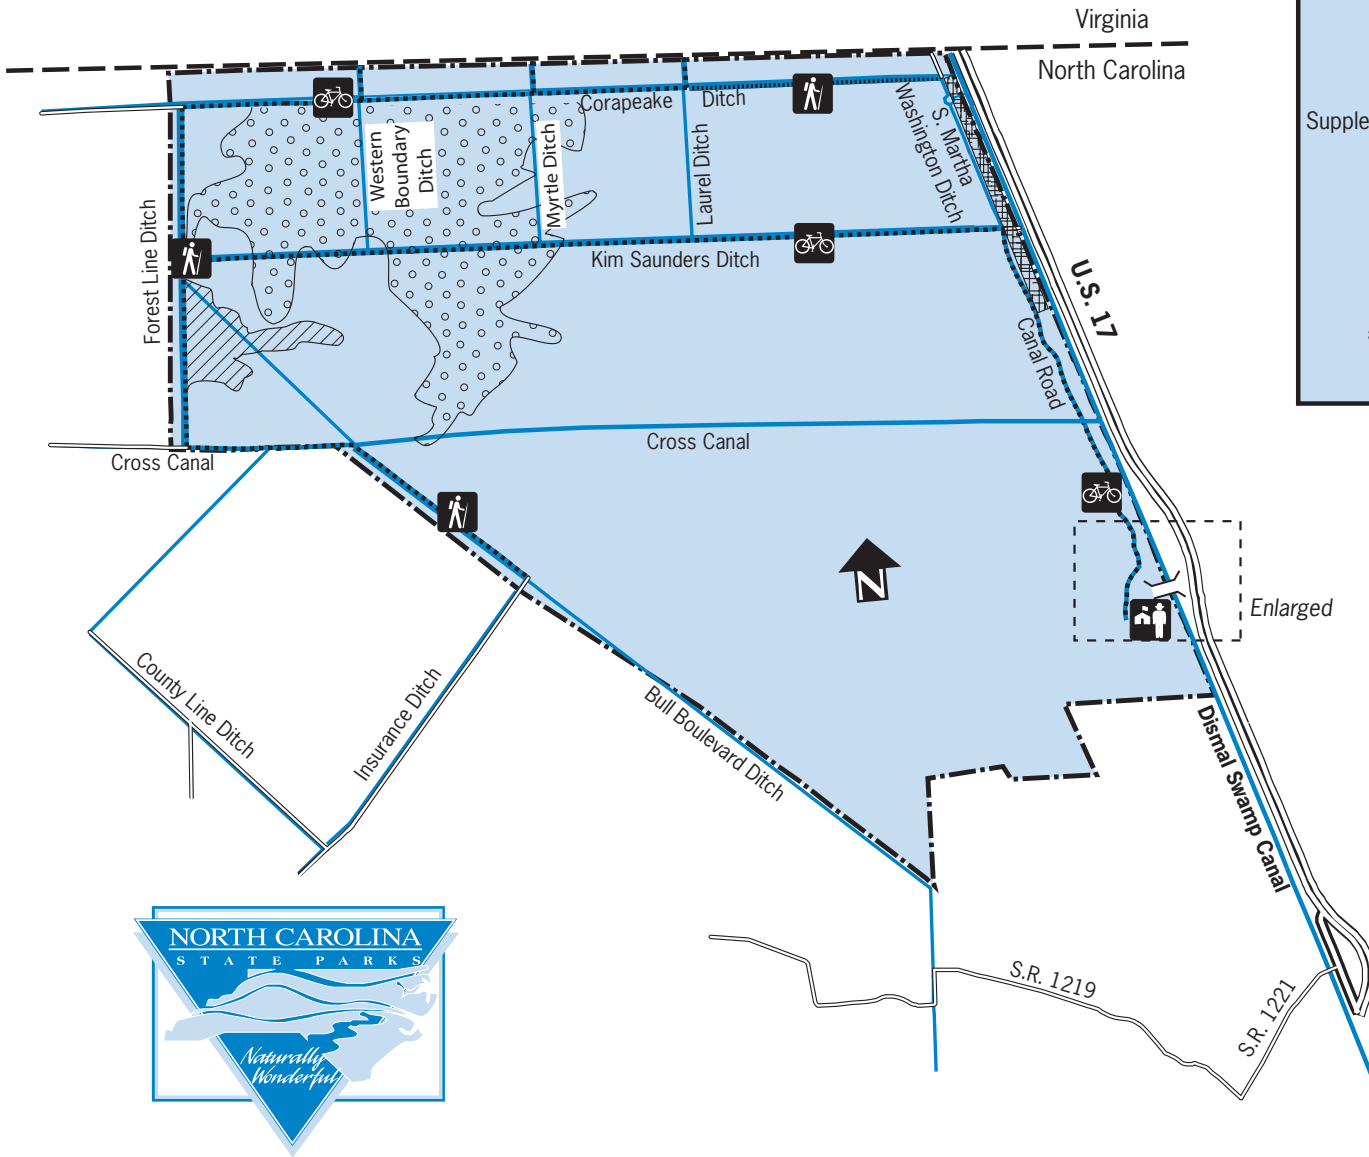 Virginia
North Carolina
Supple
Corapeake Ditch
Western
Boundary
Ditch
Myrtle Ditch
Laurel Ditch
S. Martha
Washington Ditch
Forest Line Ditch
Kim Saunders Ditch
U.S. 17
Canal Road
Cross Canal
Cross Canal
N
Enlarged
County Line Ditch
Insurance Ditch
Bull Boulevard Ditch
Dismal Swamp Canal
S.R. 1219
S.R. 1221
NORTH CAROLINA
STATE PARKS
Naturally
Wonderful